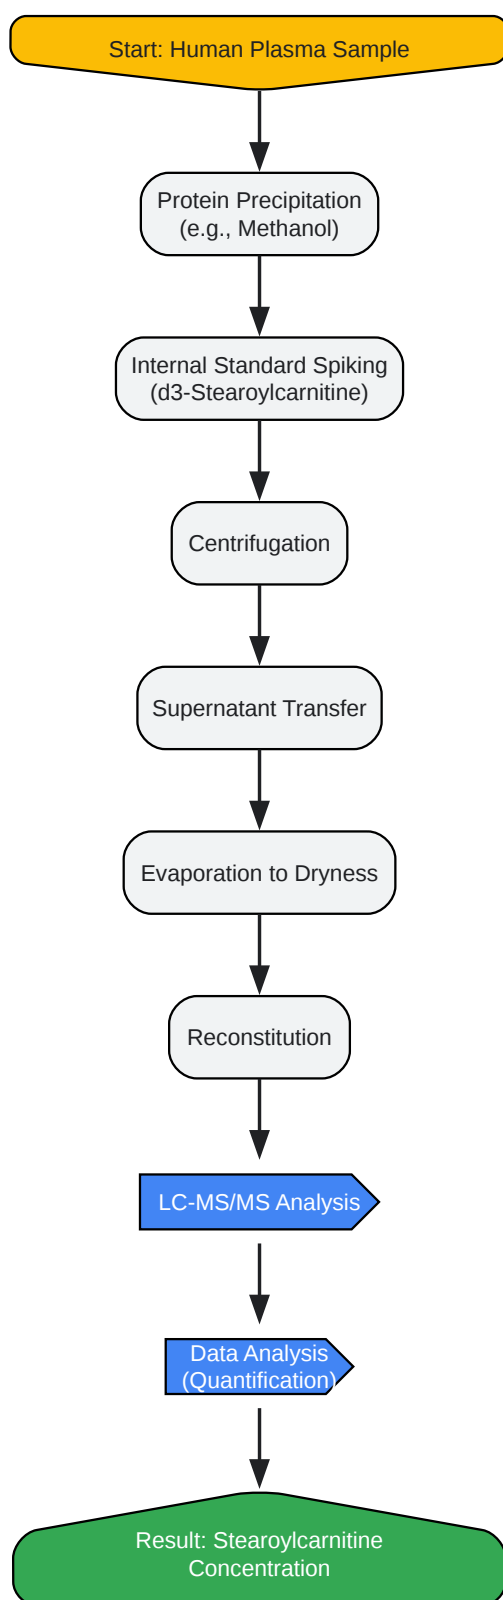 Start: Human Plasma Sample
Protein Precipitation
(e.g., Methanol)
Internal Standard Spiking
(d3-Stearoylcarnitine)
Centrifugation
Supernatant Transfer
Evaporation to Dryness
Reconstitution
LC-MS/MS Analysis
Data Analysis
(Quantification)
Result: Stearoylcarnitine
Concentration